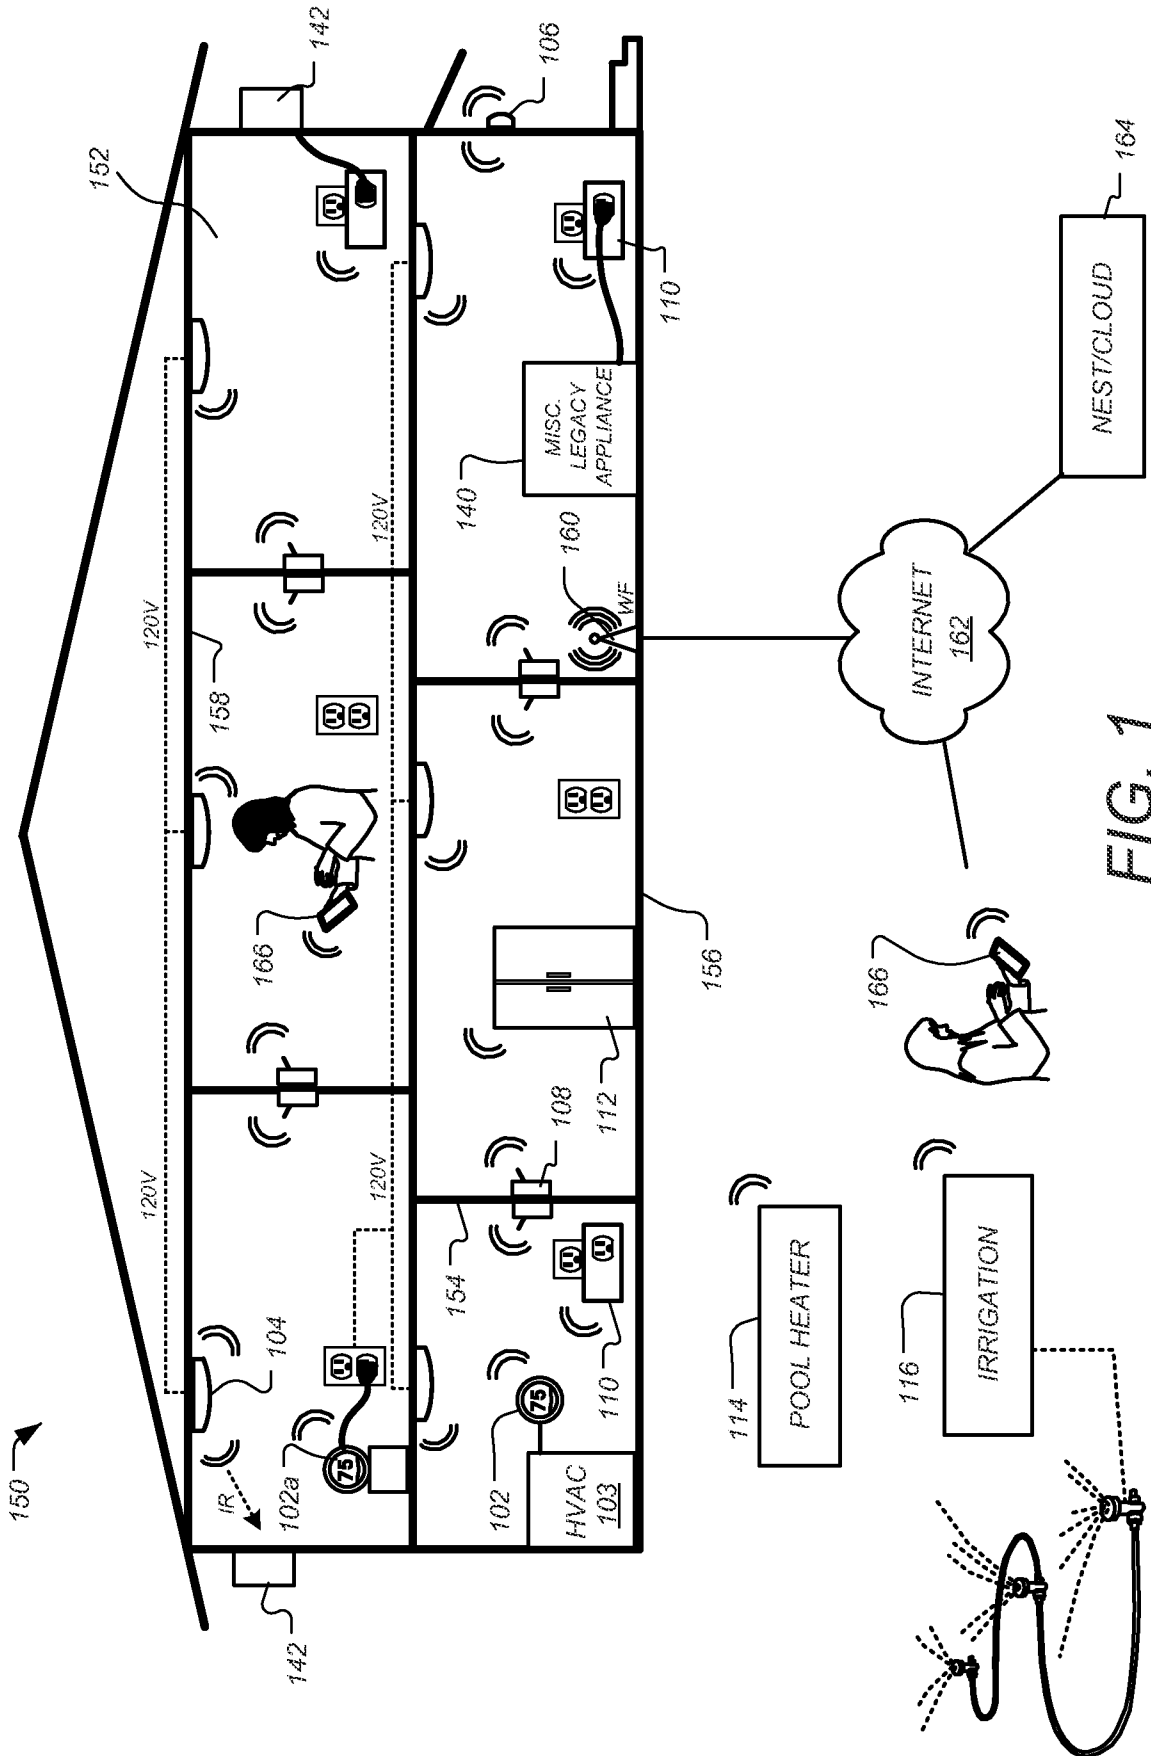 150
152
120V
120V
158
142
IR
104
166
142
102a
75
120V
120V
154
140
160
106
102
75
108
MISC.
LEGACY
APPLIANCE
HVAC
103
110
112
WF
110
156
114
POOL HEATER
166
INTERNET
162
116
IRRIGATION
164
NEST/CLOUD
FIG. 1